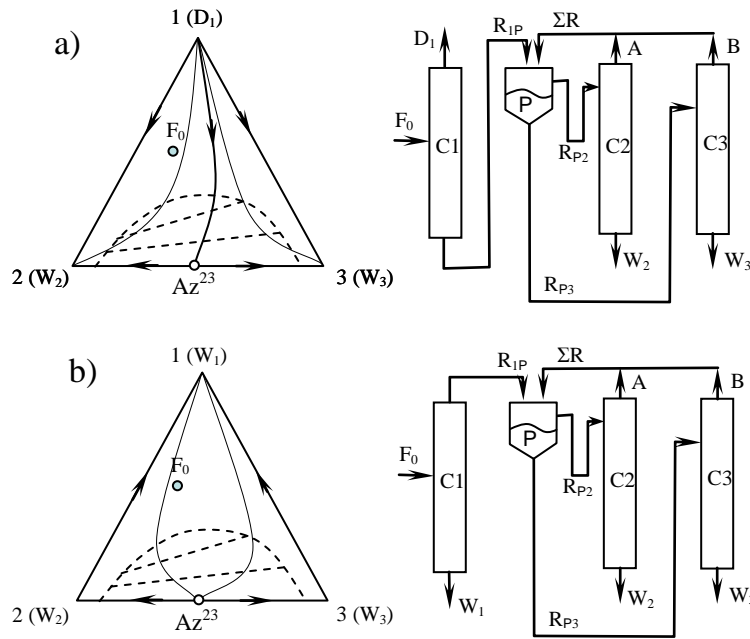 a)
1 (D₁)
F₀
2 (W₂)
Az²³
3 (W₃)
D₁
R₁P
ΣR
A
B
P
F₀
C1
RP2
C2
C3
W₂
W₃
RP3
b)
1 (W₁)
F₀
2 (W₂)
Az²³
3 (W₃)
R₁P
ΣR
A
B
P
F₀
C1
RP2
C2
C3
W₁
W₂
RP3